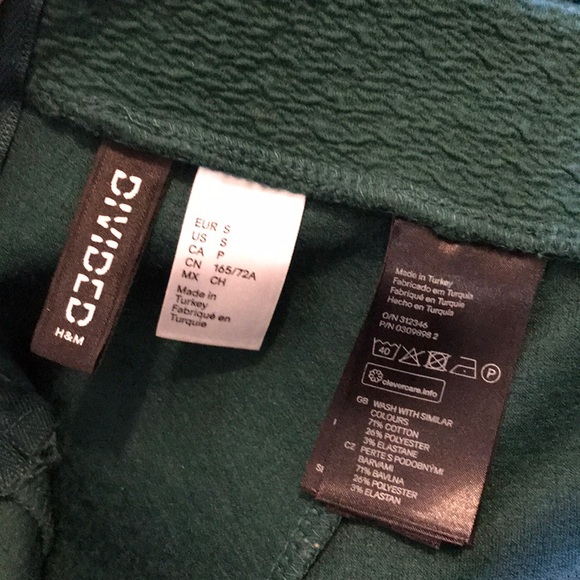 DIVIDED
H&M
EUR S
US S
CA P
CN 165/72A
MX CH
Made in
Turkey
Fabriqué en
Turquie
Made in Turkey
Fabricado em Turquia
Fabriqué en Turquie
Hecho en Turquía
O/N 312346
P/N 0309898 2
40
P
clevercare.info
GB WASH WITH SIMILAR
COLOURS
71% COTTON
26% POLYESTER
3% ELASTANE
CZ PERTE S PODOBNÝMI
BARVAMI
71% BAVLNA
26% POLYESTER
3% ELASTAN
I
SI